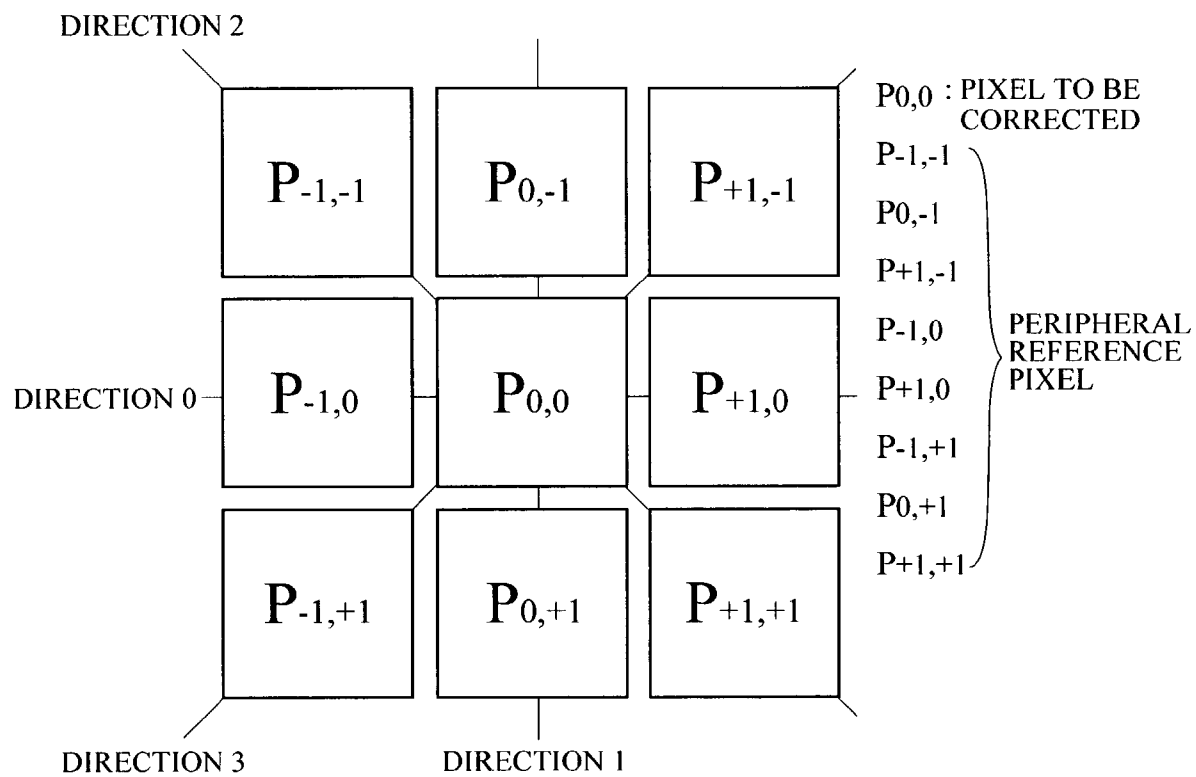 DIRECTION 2
P-1,-1
P0,-1
P+1,-1
DIRECTION 0
P-1,0
P0,0
P+1,0
P-1,+1
P0,+1
P+1,+1
DIRECTION 3
DIRECTION 1
P0,0 : PIXEL TO BE
CORRECTED
P-1,-1
P0,-1
P+1,-1
P-1,0
P+1,0
P-1,+1
P0,+1
P+1,+1
PERIPHERAL
REFERENCE
PIXEL